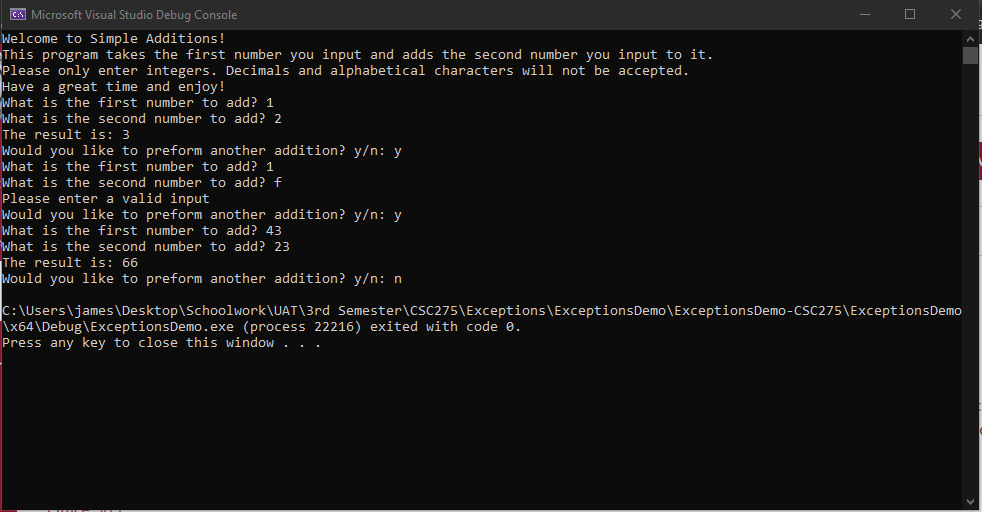 Microsoft Visual Studio Debug Console
Welcome to Simple Additions!
This program takes the first number you input and adds the second number you input to it.
Please only enter integers. Decimals and alphabetical characters will not be accepted.
Have a great time and enjoy!
What is the first number to add? 1
What is the second number to add? 2
The result is: 3
Would you like to preform another addition? y/n: y
What is the first number to add? 1
What is the second number to add? f
Please enter a valid input
Would you like to preform another addition? y/n: y
What is the first number to add? 43
What is the second number to add? 23
The result is: 66
Would you like to preform another addition? y/n: n
C:\Users\james\Desktop\Schoolwork\UAT\3rd Semester\CSC275\Exceptions\ExceptionsDemo\ExceptionsDemo-CSC275\ExceptionsDemo
\x64\Debug\ExceptionsDemo.exe (process 22216) exited with code 0.
Press any key to close this window . . .